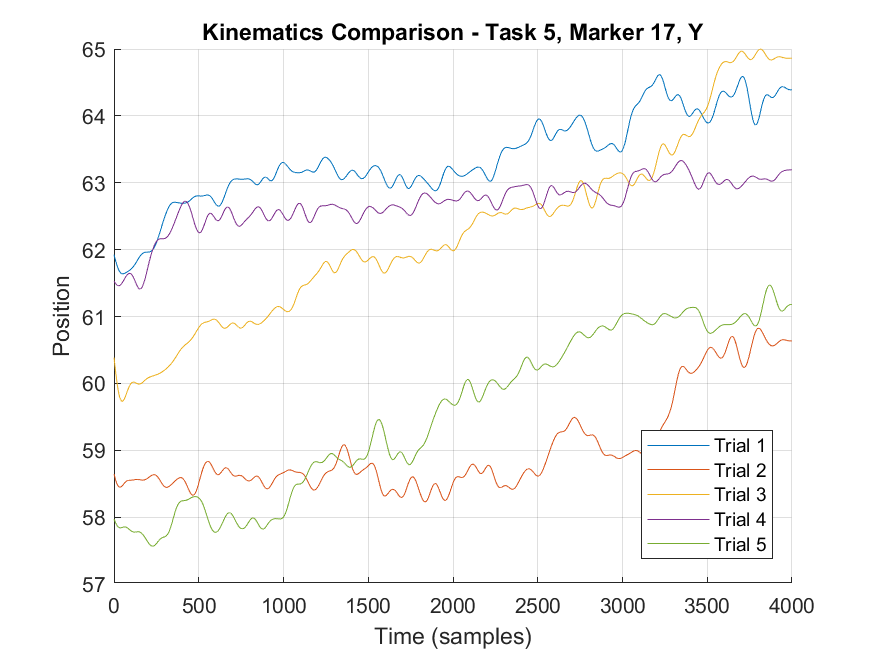 Kinematics Comparison - Task 5, Marker 17, Y
65
64
63
62
61
60
59
58
57
Position
0 500 1000 1500 2000 2500 3000 3500 4000
Time (samples)
Trial 1
Trial 2
Trial 3
Trial 4
Trial 5